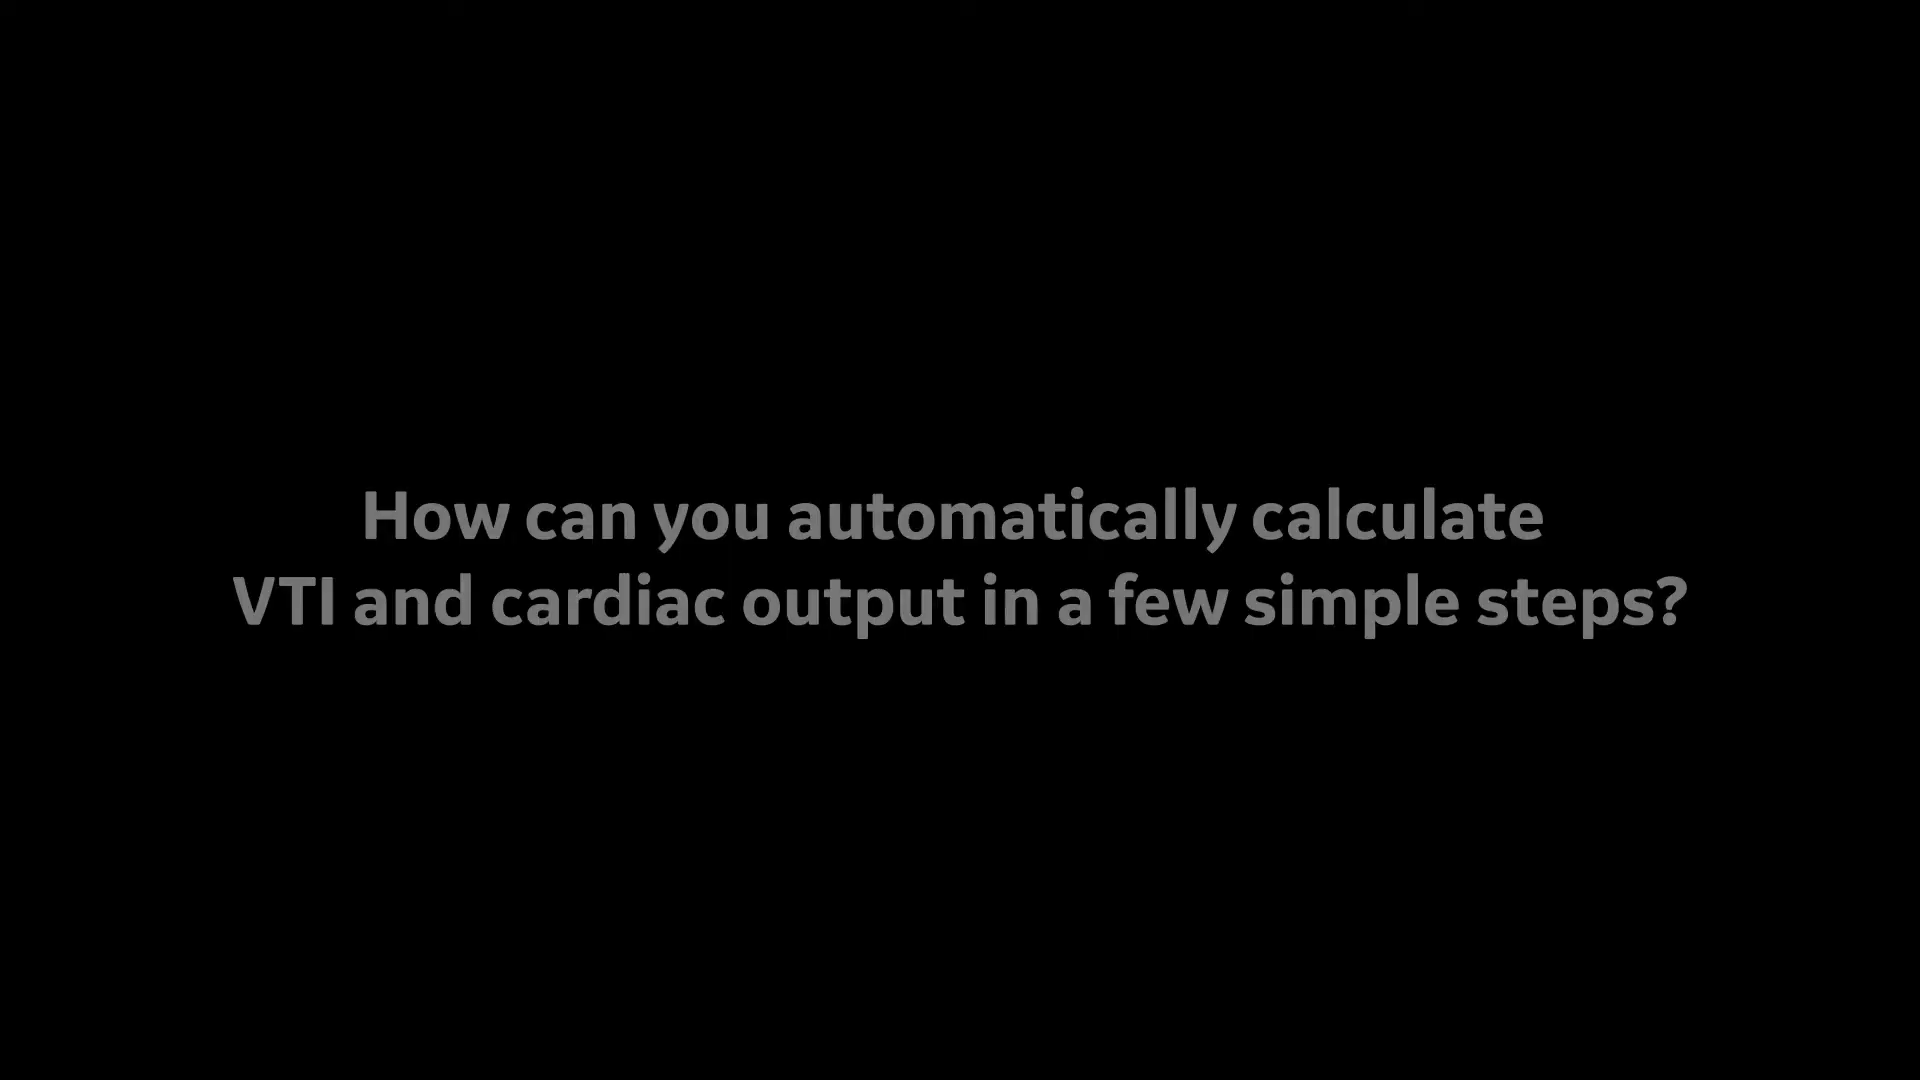 How can you automatically calculate
VTI and cardiac output in a few simple steps?